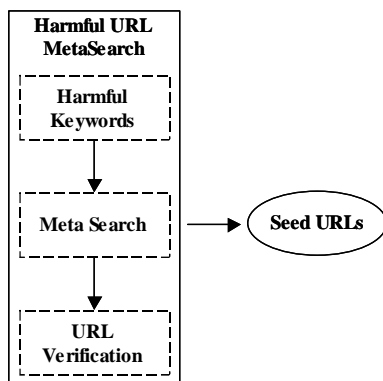 Harmful URL
MetaSearch
Harmful
Keywords
Meta Search
Seed URLs
URL
Verification